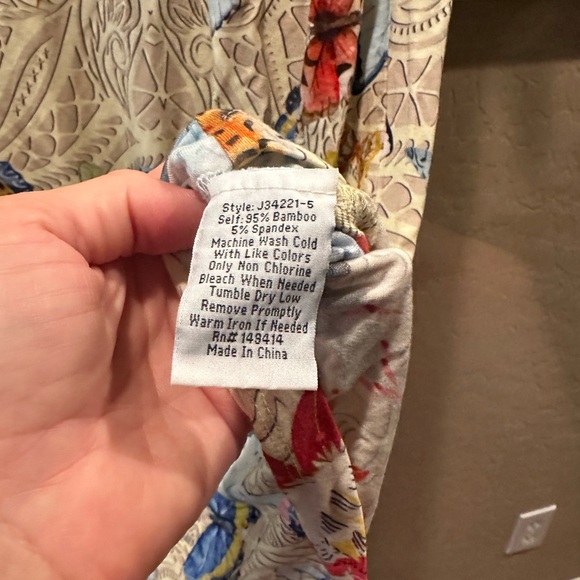 Style: J34221-5
Self: 95% Bamboo
5% Spandex
Machine Wash Cold
With Like Colors
Only Non Chlorine
Bleach When Needed
Tumble Dry Low
Remove Promptly
Warm Iron If Needed
Rn# 149414
Made In China